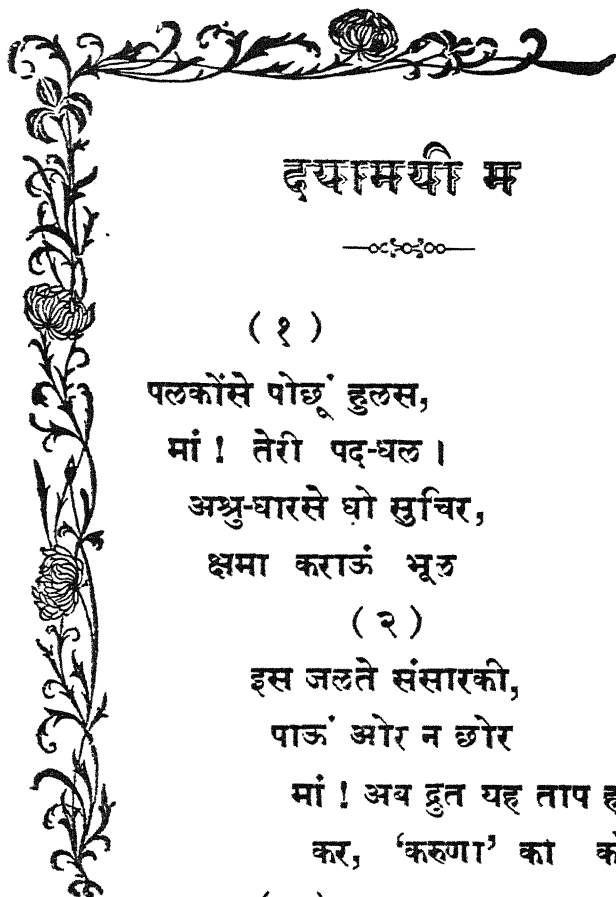 दयामयी म
( १ )
पलकोंसे पोछूं हुलस,
मां ! तेरी पद-धल ।
अश्रु-धारसे धो सुचिर,
क्षमा कराऊं भूल
( २ )
इस जलते संसारकी,
पाऊं ओर न छोर
मां ! अब द्रुत यह ताप ह
कर, ‘करुणा’ का को